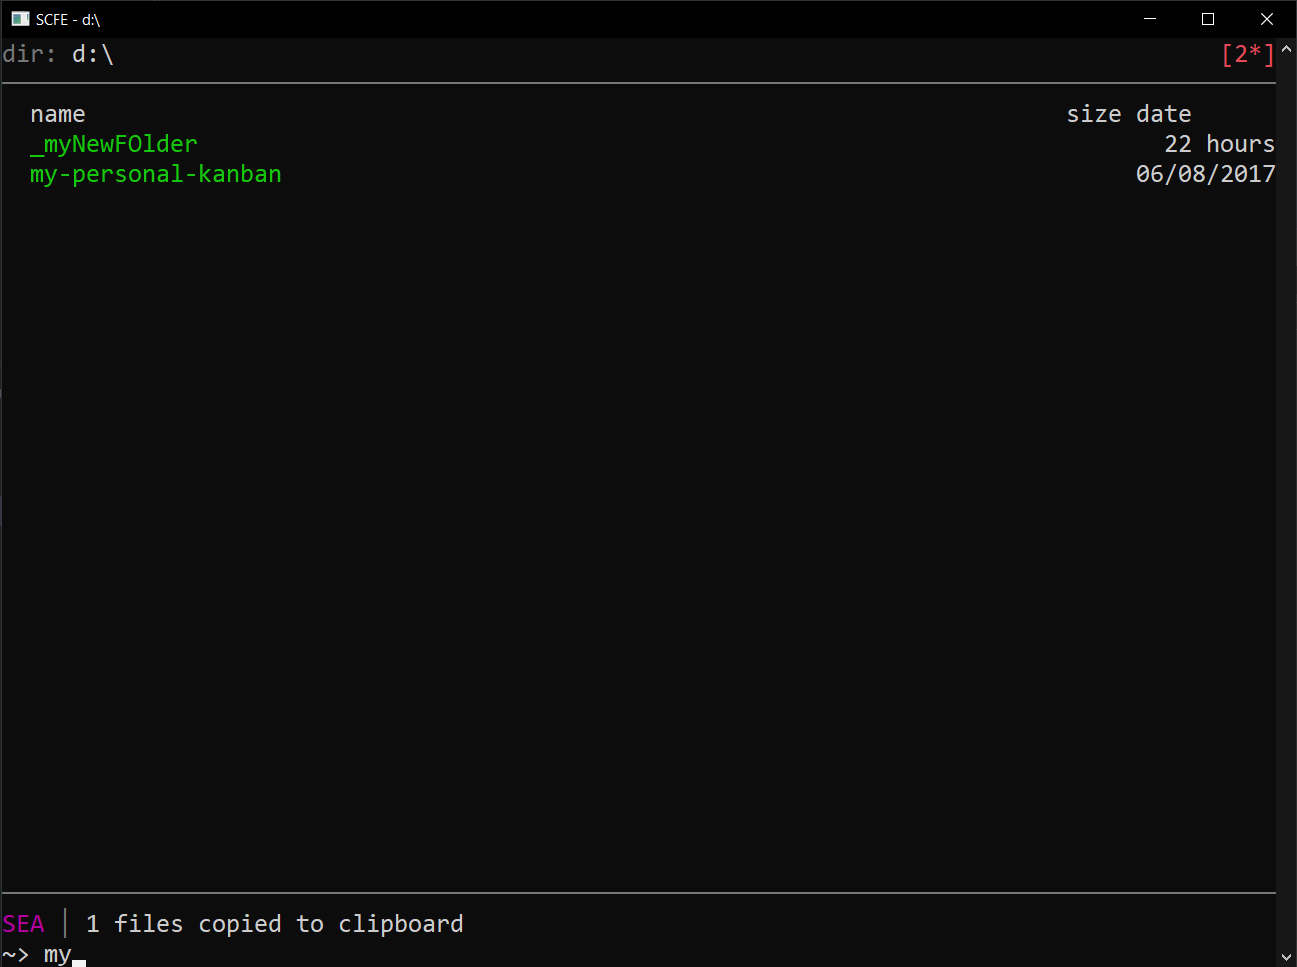 SCFE - d:\
dir: d:\ [2*]
name size date
_myNewFOlder 22 hours
my-personal-kanban 06/08/2017
SEA │ 1 files copied to clipboard
~> my